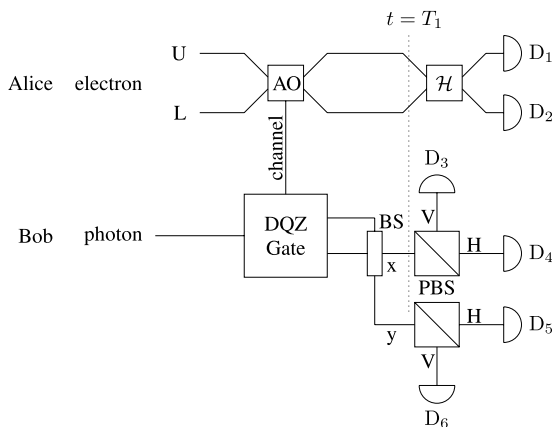 t = T₁
U
D₁
Alice electron AO ℋ
L
D₂
channel
D₃
V
DQZ
Gate
BS
Bob photon
H
D₄
x
PBS
H
D₅
y
V
D₆